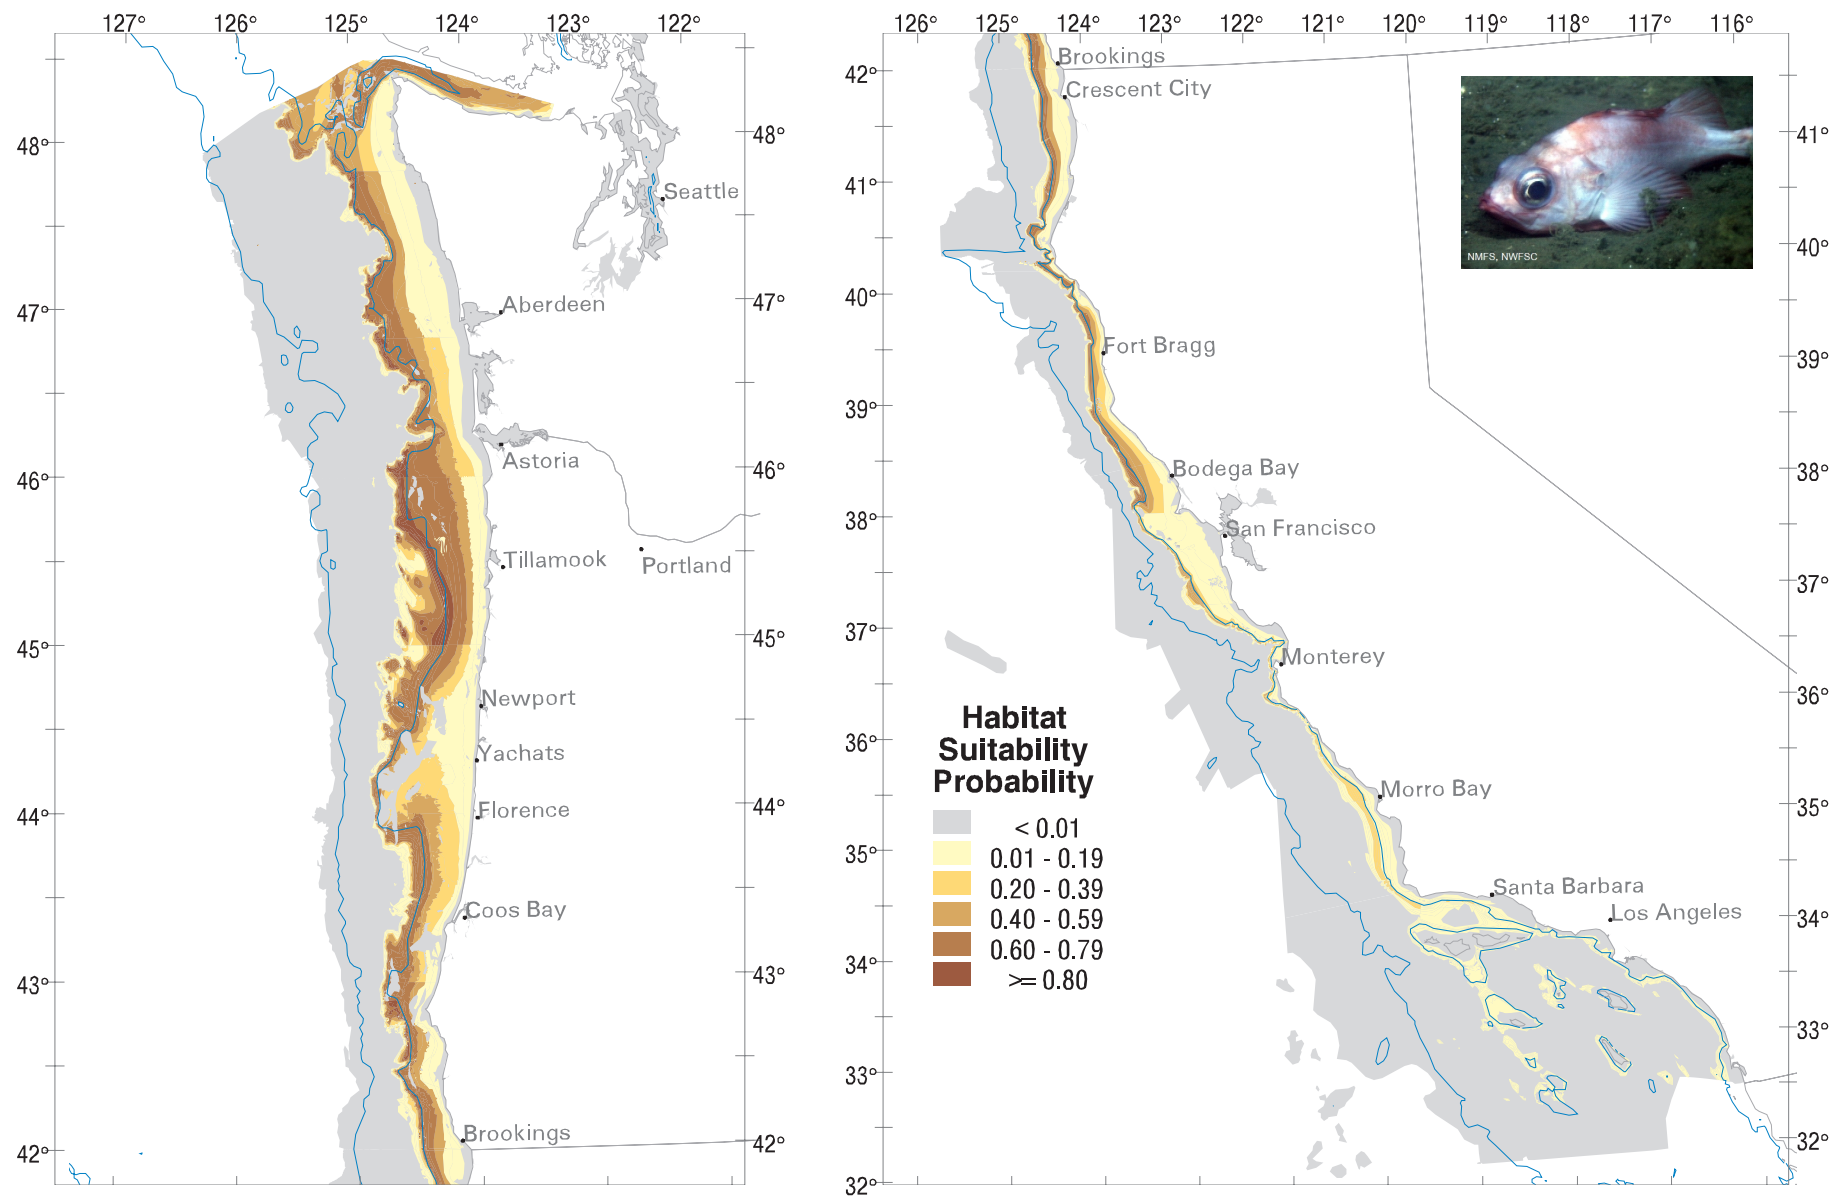 127° 126° 125° 124° 123° 122°
48° 48°
Seattle
47° 47°
Aberdeen
Astoria
46° 46°
Tillamook
Portland
45° 45°
Newport
Yachats
44° 44°
Florence
Coos Bay
43° 43°
Brookings
42° 42°
126° 125° 124° 123° 122° 121° 120° 119° 118° 117° 116°
Brookings
42°
Crescent City
41°
41°
40°
NMFS, NWFSC
40°
Fort Bragg
39°
39°
Bodega Bay
38°
38°
San Francisco
37°
37°
Monterey
36°
36°
Morro Bay
35°
35°
Santa Barbara
Los Angeles
34°
34°
33°
33°
32°
32°
Habitat
Suitability
Probability
< 0.01
0.01 - 0.19
0.20 - 0.39
0.40 - 0.59
0.60 - 0.79
>= 0.80